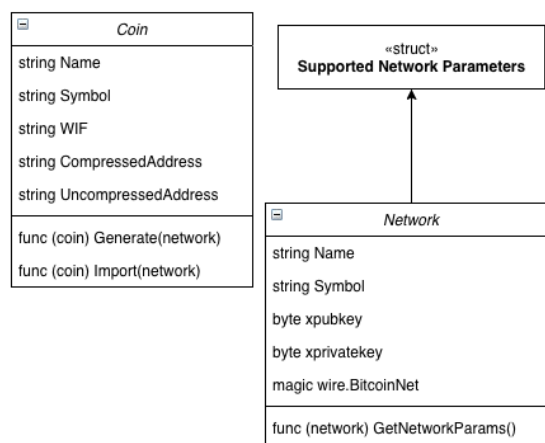 Coin
string Name
string Symbol
string WIF
string CompressedAddress
string UncompressedAddress
func (coin) Generate(network)
func (coin) Import(network)
«struct»
Supported Network Parameters
Network
string Name
string Symbol
byte xpubkey
byte xprivatekey
magic wire.BitcoinNet
func (network) GetNetworkParams()